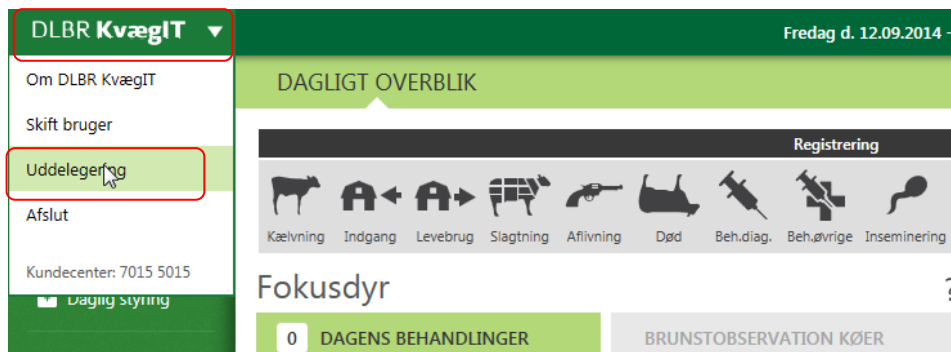 DLBR KvægIT
Fredag d. 12.09.2014 -
Om DLBR KvægIT
DAGLIGT OVERBLIK
Skift bruger
Registrering
Uddelegering
Afslut
Kælvning Indgang Levebrug Slagtning Aflivning Død Beh.diag. Beh.øvrige Inseminering
Kundecenter: 7015 5015
Fokusdyr
?
Daglig styring
0 DAGENS BEHANDLINGER
BRUNSTOBSERVATION KØER